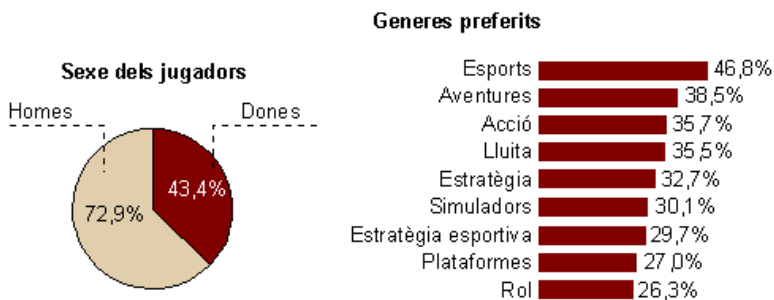 Sexe dels jugadors
Homes
Dones
43,4%
72,9%
Generes preferits
Esports 46,8%
Aventures 38,5%
Acció 35,7%
Lluita 35,5%
Estratègia 32,7%
Simuladors 30,1%
Estratègia esportiva 29,7%
Plataformes 27,0%
Rol 26,3%